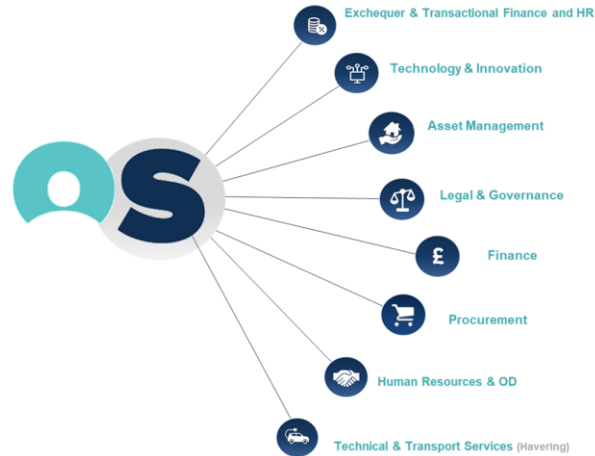 Exchequer & Transactional Finance and HR
Technology & Innovation
Asset Management
OS
Legal & Governance
£
Finance
Procurement
Human Resources & OD
Technical & Transport Services (Havering)